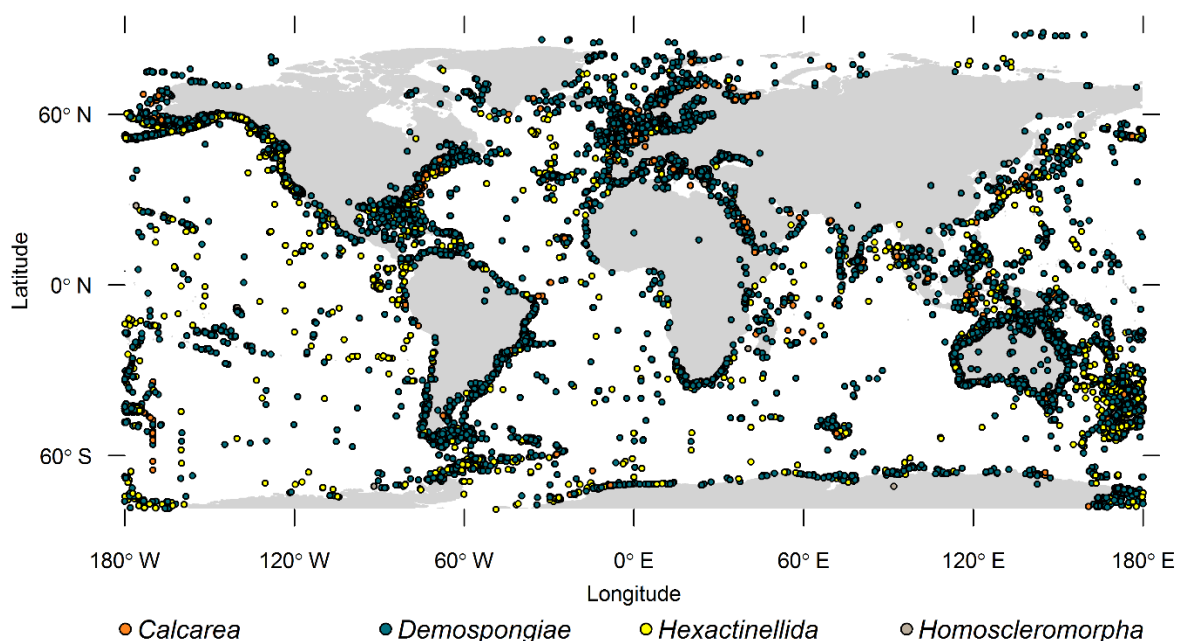 Latitude
60° N
0° N
60° S
180° W 120° W 60° W 0° E 60° E 120° E 180° E
Longitude
Calcarea Demospongiae Hexactinellida Homoscleromorpha